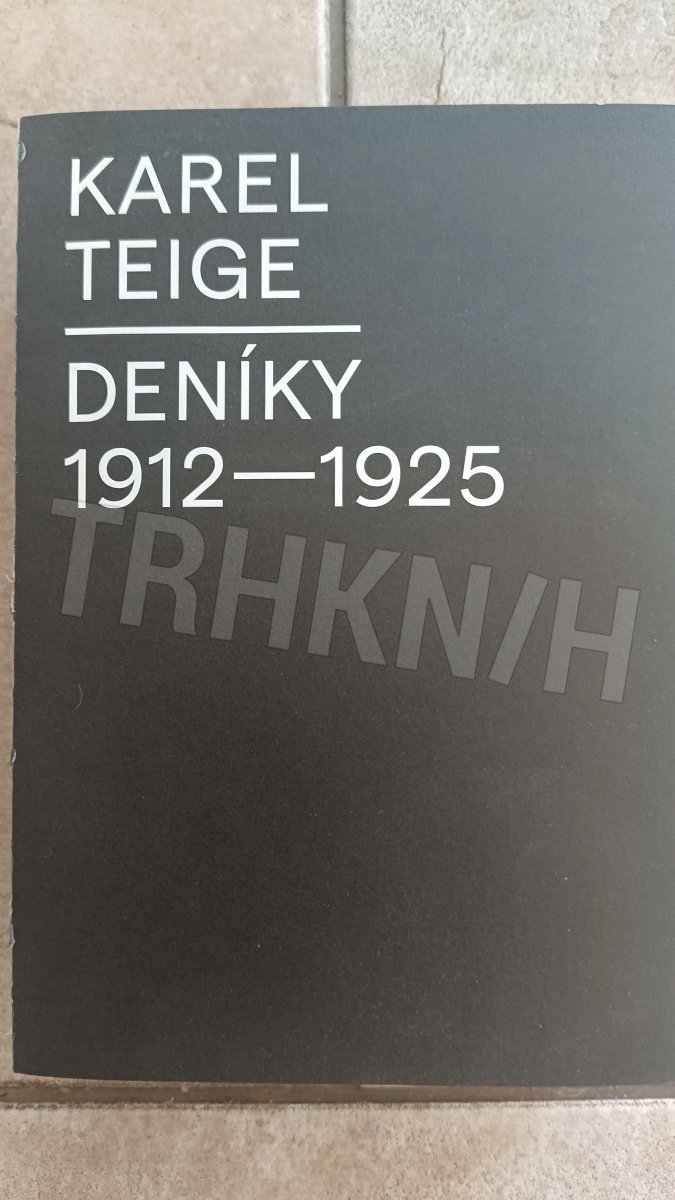 KAREL
TEIGE
DENÍKY
1912—1925
TRHKN/H